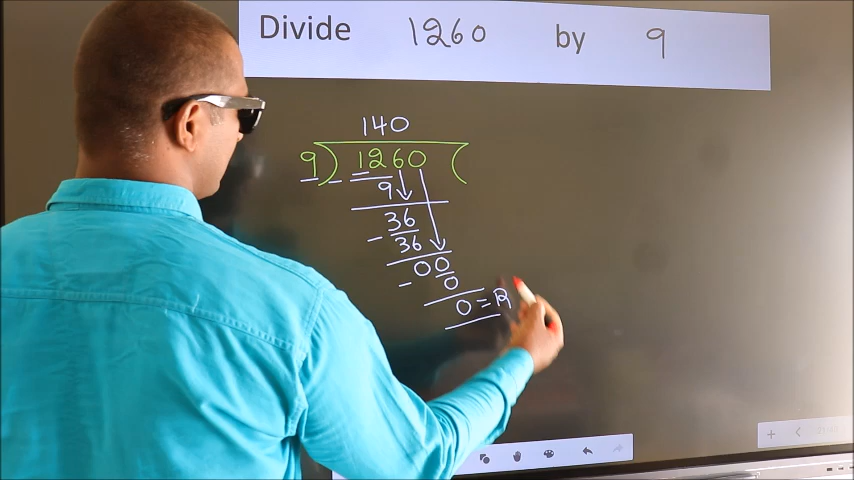 Divide 1260 by 9
140
9) 1260 (
- 9
36
- 36
00
- 0
0 = R